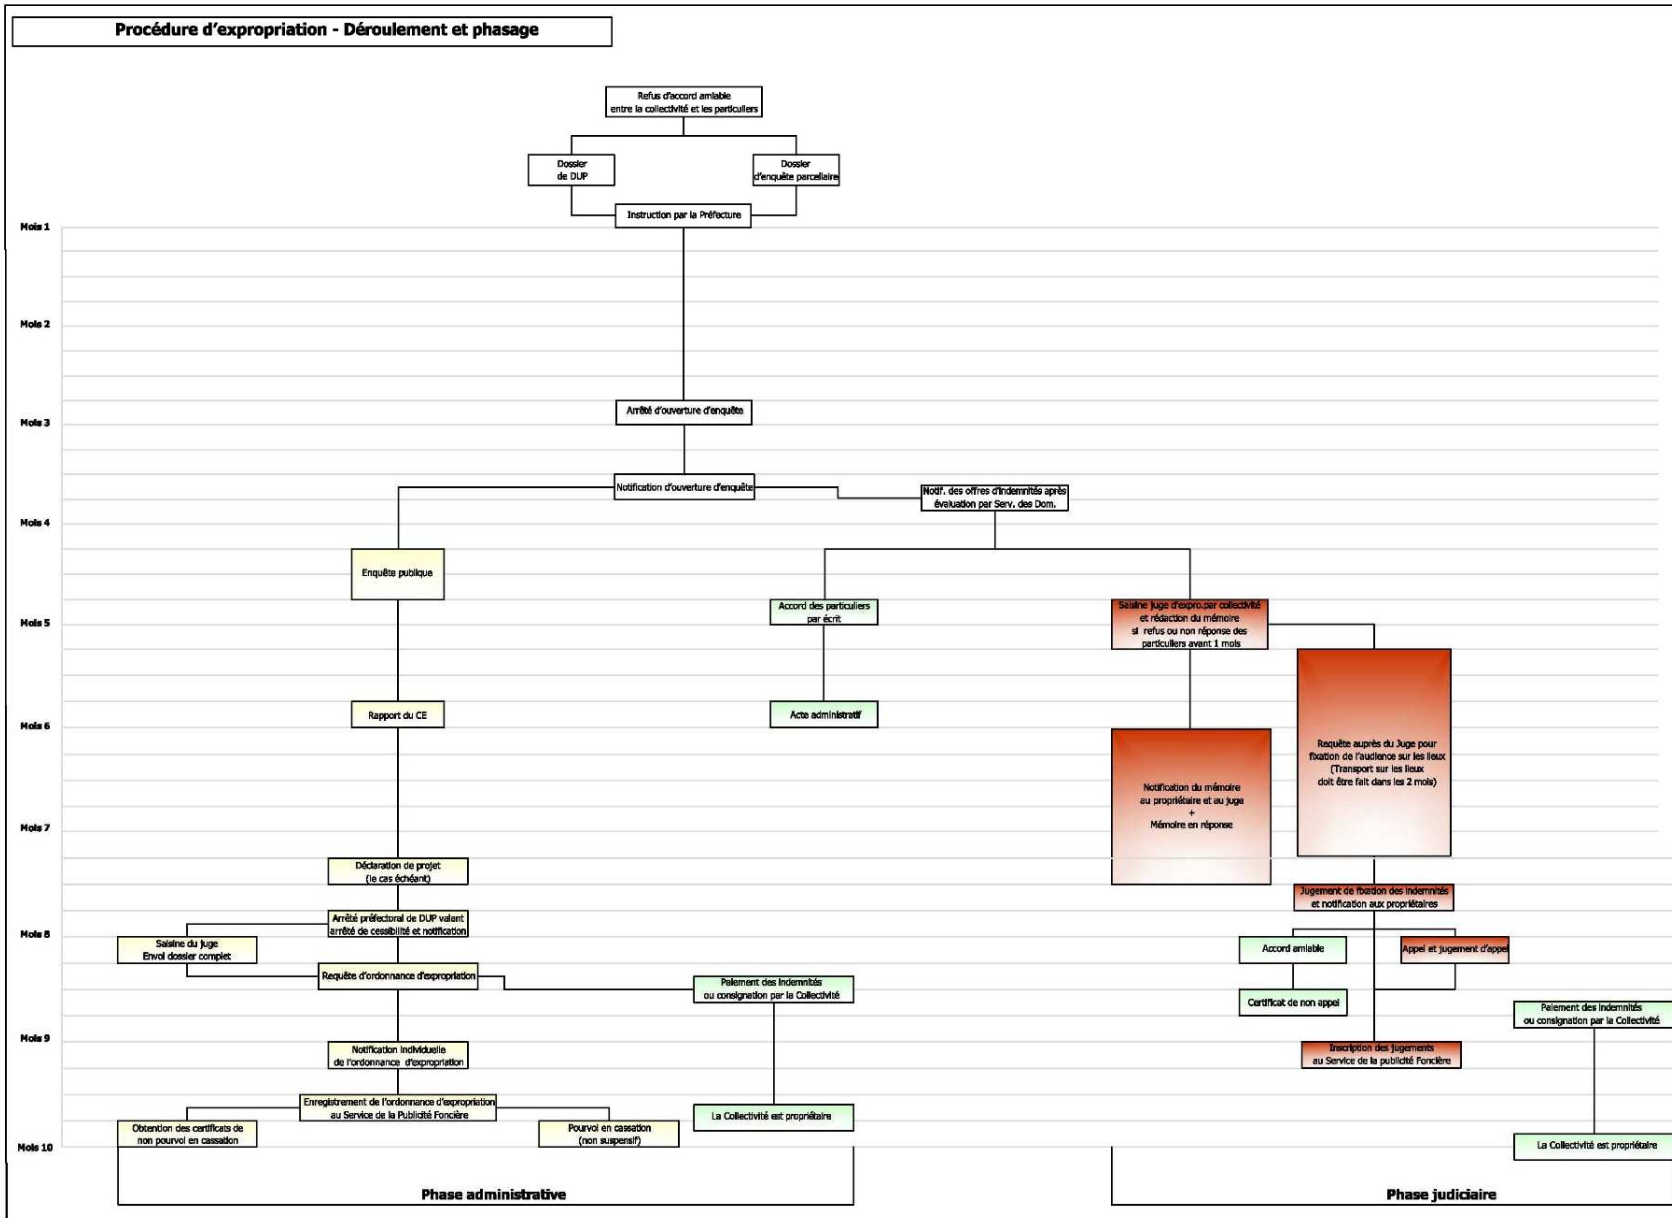 Procédure d'expropriation - Déroulement et phasage
Refus d'accord amiable
entre la collectivité et les particuliers
Dossier
de DUP
Dossier
d'enquête parcellaire
Instruction par la Préfecture
Mois 1
Mois 2
Arrêté d'ouverture d'enquête
Mois 3
Notification d'ouverture d'enquête
Notif. des offres d'indemnités après
évaluation par Serv. des Dom.
Mois 4
Enquête publique
Accord des particuliers
par écrit
Saisine juge d'expro.par collectivité
et rédaction du mémoire
si refus ou non réponse des
particuliers avant 1 mois
Mois 5
Rapport du CE
Acte administratif
Mois 6
Requête auprès du Juge pour
fixation de l'audience sur les lieux
(Transport sur les lieux
doit être fait dans les 2 mois)
Notification du mémoire
au propriétaire et au juge
+
Mémoire en réponse
Mois 7
Déclaration de projet
(le cas échéant)
Jugement de fixation des indemnités
et notification aux propriétaires
Arrêté préfectoral de DUP valant
arrêté de cessibilité et notification
Mois 8
Saisine du juge
Envoi dossier complet
Accord amiable
Appel et jugement d'appel
Requête d'ordonnance d'expropriation
Paiement des indemnités
ou consignation par la Collectivité
Certificat de non appel
Paiement des indemnités
ou consignation par la Collectivité
Mois 9
Notification individuelle
de l'ordonnance d'expropriation
Inscription des jugements
au Service de la publicité Foncière
Enregistrement de l'ordonnance d'expropriation
au Service de la Publicité Foncière
La Collectivité est propriétaire
Obtention des certificats de
non pourvoi en cassation
Pourvoi en cassation
(non suspensif)
Mois 10
La Collectivité est propriétaire
Phase administrative
Phase judiciaire